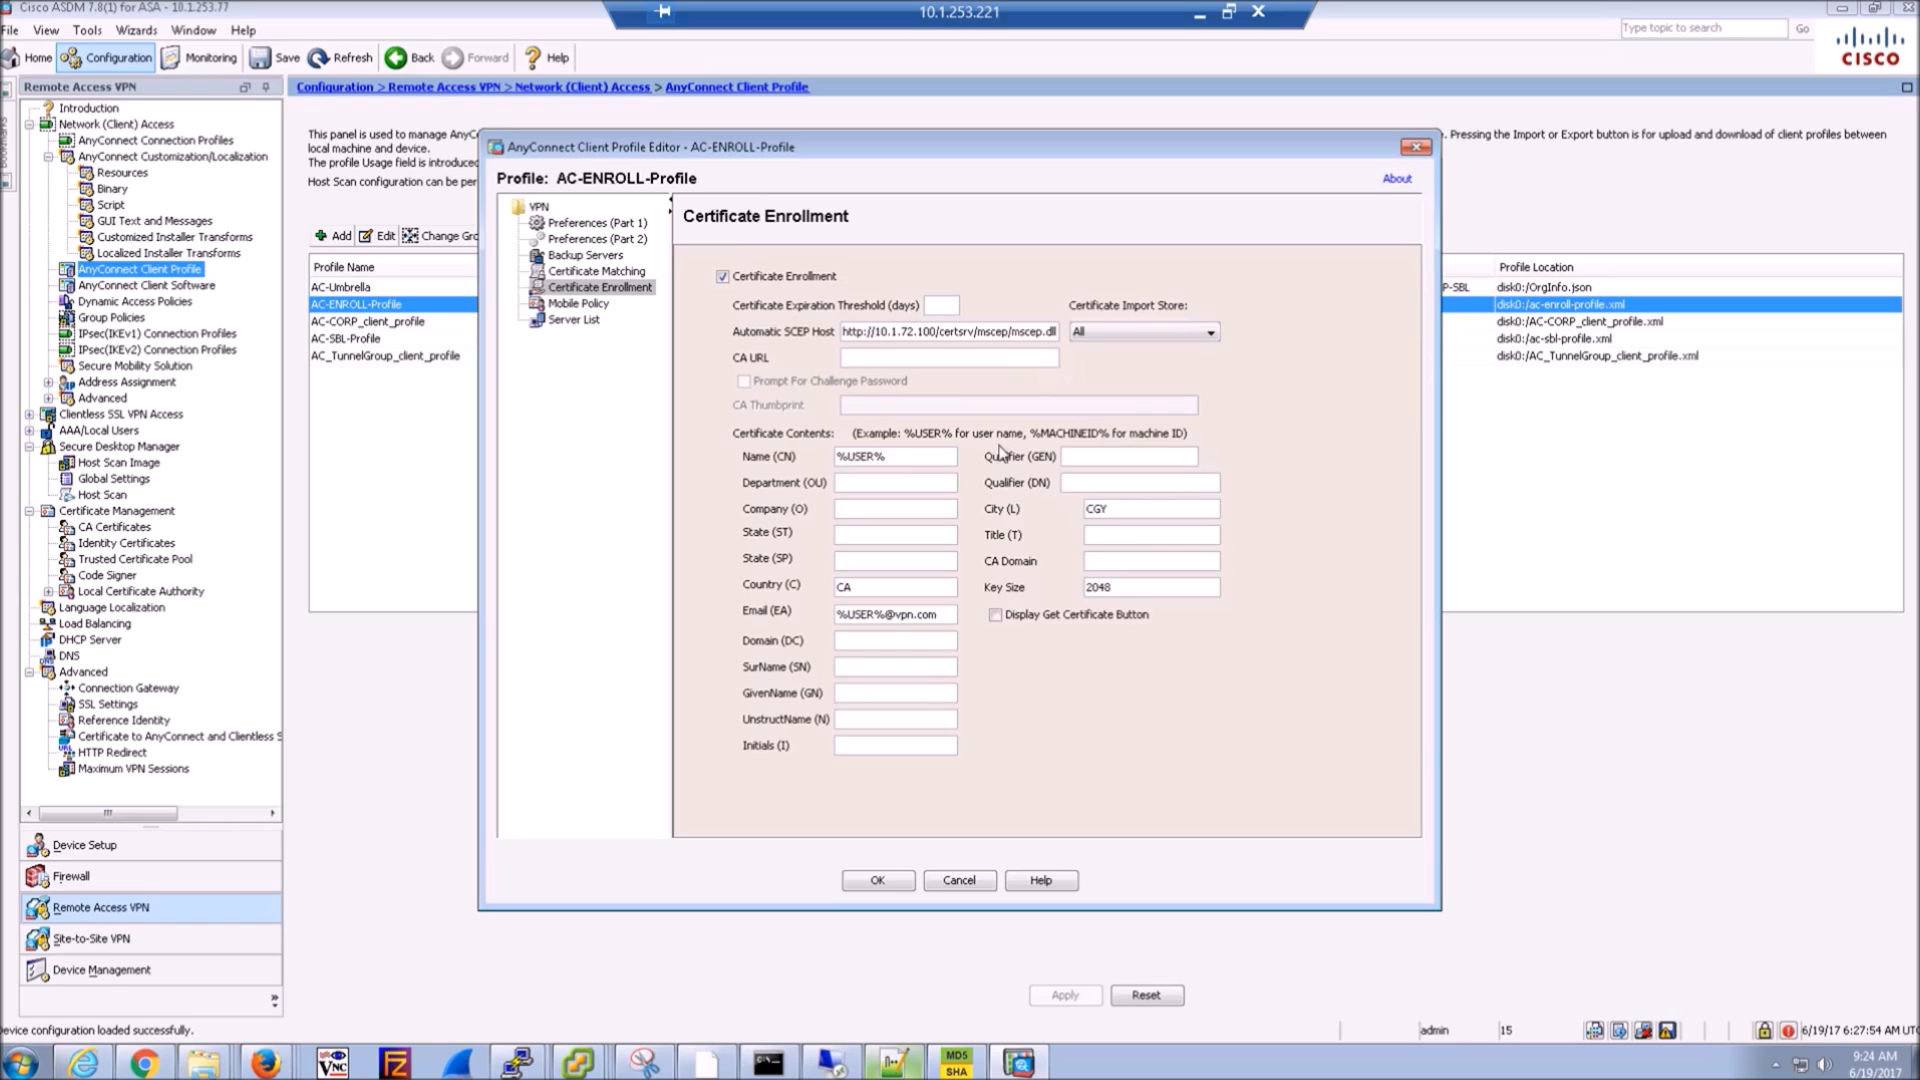 Cisco ASDM 7.8(1) for ASA - 10.1.253.77
10.1.253.221
File View Tools Wizards Window Help
Type topic to search Go
Home Configuration Monitoring Save Refresh Back Forward Help
CISCO
Remote Access VPN
Configuration > Remote Access VPN > Network (Client) Access > AnyConnect Client Profile
Introduction
Network (Client) Access
AnyConnect Connection Profiles
AnyConnect Customization/Localization
Resources
Binary
Script
GUI Text and Messages
Customized Installer Transforms
Localized Installer Transforms
AnyConnect Client Profile
AnyConnect Client Software
Dynamic Access Policies
Group Policies
IPsec(IKEv1) Connection Profiles
IPsec(IKEv2) Connection Profiles
Secure Mobility Solution
Address Assignment
Advanced
Clientless SSL VPN Access
AAA/Local Users
Secure Desktop Manager
Host Scan Image
Global Settings
Host Scan
Certificate Management
CA Certificates
Identity Certificates
Trusted Certificate Pool
Code Signer
Local Certificate Authority
Language Localization
Load Balancing
DHCP Server
DNS
Advanced
Connection Gateway
SSL Settings
Reference Identity
Certificate to AnyConnect and Clientless S
HTTP Redirect
Maximum VPN Sessions
Device Setup
Firewall
Remote Access VPN
Site-to-Site VPN
Device Management
This panel is used to manage AnyC
. Pressing the Import or Export button is for upload and download of client profiles between
local machine and device.
The profile Usage field is introduced
Host Scan configuration can be per
Add Edit Change Gro
Profile Name
AC-Umbrella
AC-ENROLL-Profile
AC-CORP_client_profile
AC-SBL-Profile
AC_TunnelGroup_client_profile
Profile Location
P-SBL disk0:/OrgInfo.json
disk0:/ac-enroll-profile.xml
disk0:/AC-CORP_client_profile.xml
disk0:/ac-sbl-profile.xml
disk0:/AC_TunnelGroup_client_profile.xml
AnyConnect Client Profile Editor - AC-ENROLL-Profile
Profile: AC-ENROLL-Profile
About
VPN
Preferences (Part 1)
Preferences (Part 2)
Backup Servers
Certificate Matching
Certificate Enrollment
Mobile Policy
Server List
Certificate Enrollment
Certificate Enrollment
Certificate Expiration Threshold (days)
Certificate Import Store:
Automatic SCEP Host http://10.1.72.100/certsrv/mscep/mscep.dll
All
CA URL
Prompt For Challenge Password
CA Thumbprint
Certificate Contents: (Example: %USER% for user name, %MACHINEID% for machine ID)
Name (CN) %USER% Qualifier (GEN)
Department (OU) Qualifier (DN)
Company (O) City (L) CGY
State (ST) Title (T)
State (SP) CA Domain
Country (C) CA Key Size 2048
Email (EA) %USER%@vpn.com Display Get Certificate Button
Domain (DC)
SurName (SN)
GivenName (GN)
UnstructName (N)
Initials (I)
OK Cancel Help
Apply Reset
Device configuration loaded successfully.
admin 15 6/19/17 6:27:54 AM UTC
VNC
FZ
MD5
SHA
9:24 AM
6/19/2017